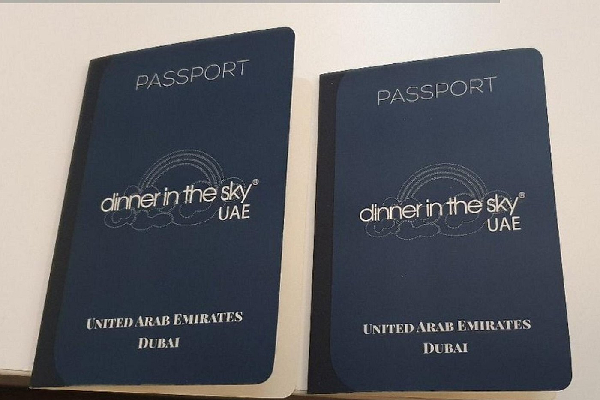 PASSPORT
dinner in the sky®
UAE
UNITED ARAB EMIRATES
DUBAI
PASSPORT
dinner in the sky®
UAE
UNITED ARAB EMIRATES
DUBAI